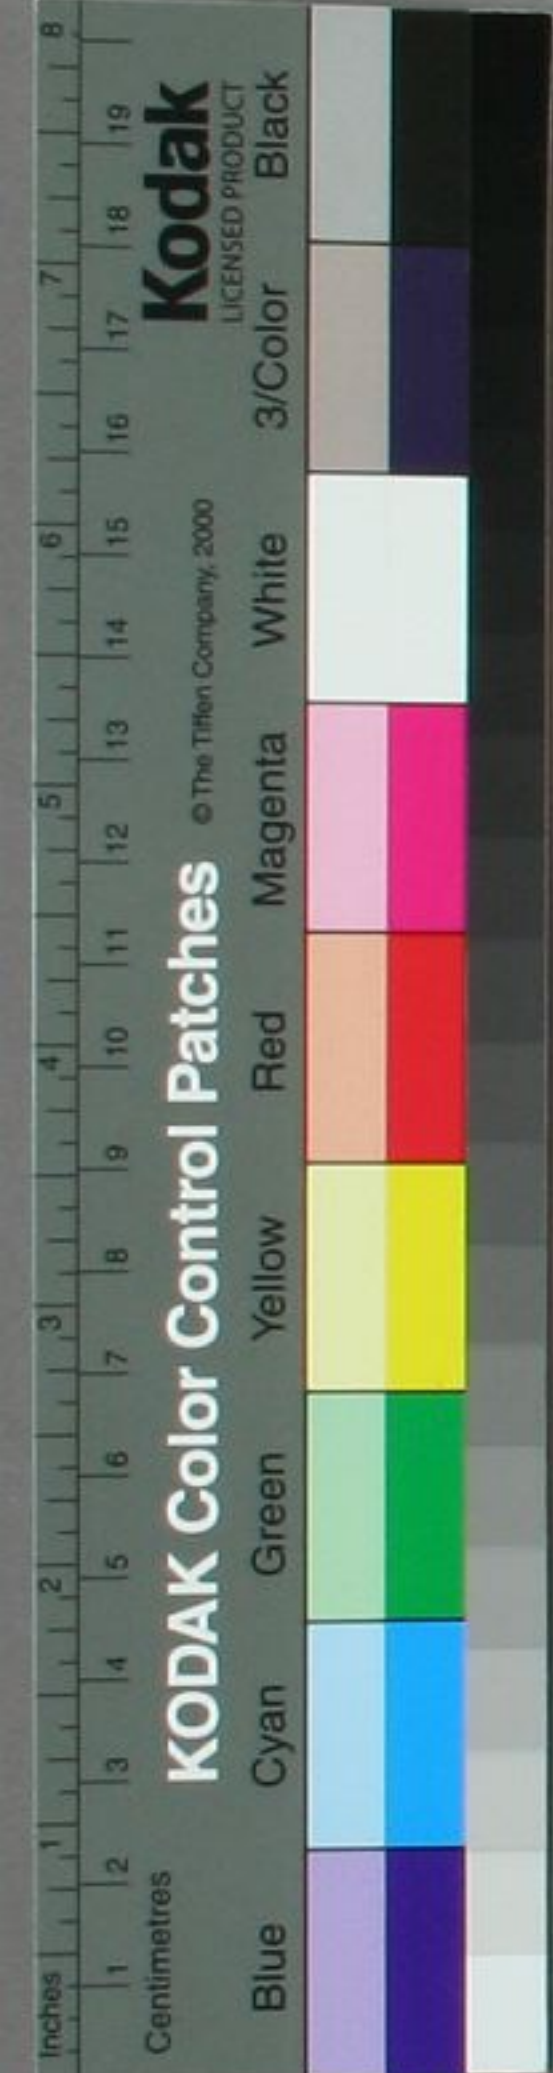 Inches 1 2 3 4 5 6 7 8
1 2 3 4 5 6 7 8 9 10 11 12 13 14 15 16 17 18 19
Centimetres
KODAK Color Control Patches © The Tiffen Company, 2000
Kodak
LICENSED PRODUCT
Blue Cyan Green Yellow Red Magenta White 3/Color Black